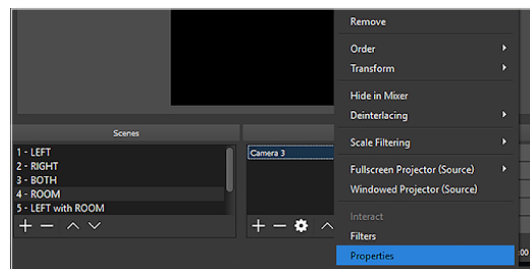 Remove
Order
Transform
Hide in Mixer
Deinterlacing
Scale Filtering
Fullscreen Projector (Source)
Windowed Projector (Source)
Interact
Filters
Properties
Scenes
1 - LEFT
2 - RIGHT
3 - BOTH
4 - ROOM
5 - LEFT with ROOM
Camera 3
:00